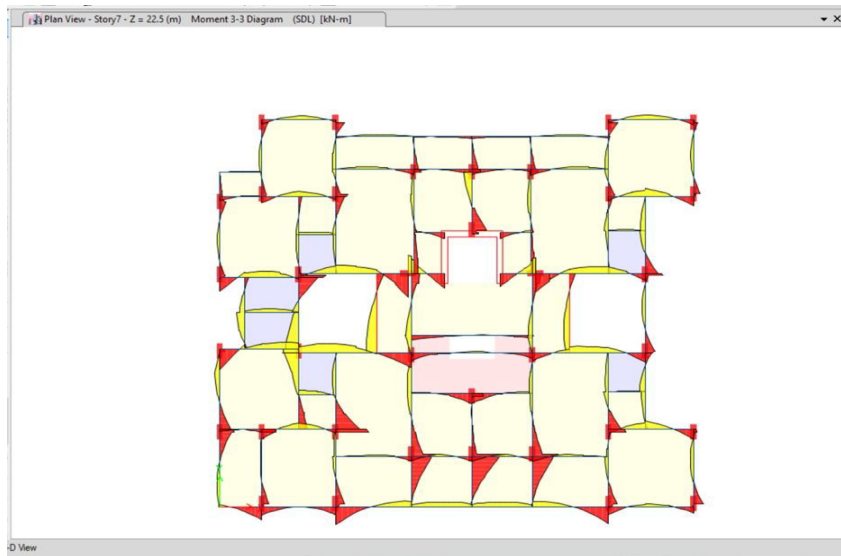 Plan View - Story7 - Z = 22.5 (m)   Moment 3-3 Diagram   (SDL)  [kN-m]
-D View